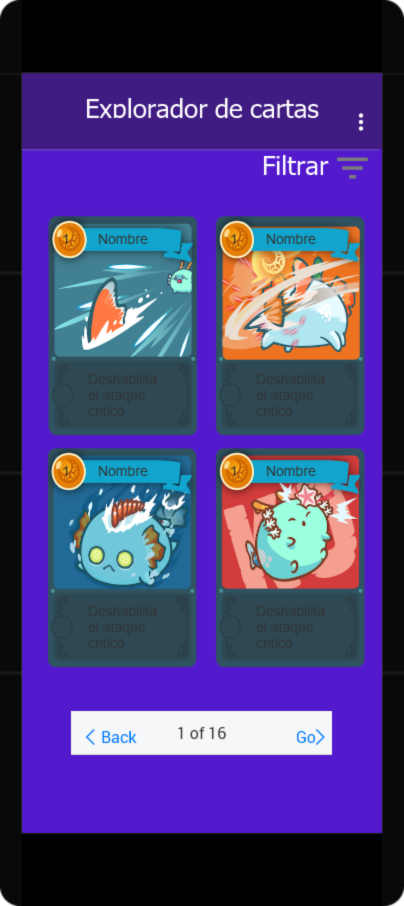 Explorador de cartas
Filtrar
1 Nombre
Deshabilita
el ataque
critico
1 Nombre
Deshabilita
el ataque
critico
1 Nombre
Deshabilita
el ataque
critico
1 Nombre
Deshabilita
el ataque
critico
Back 1 of 16 Go